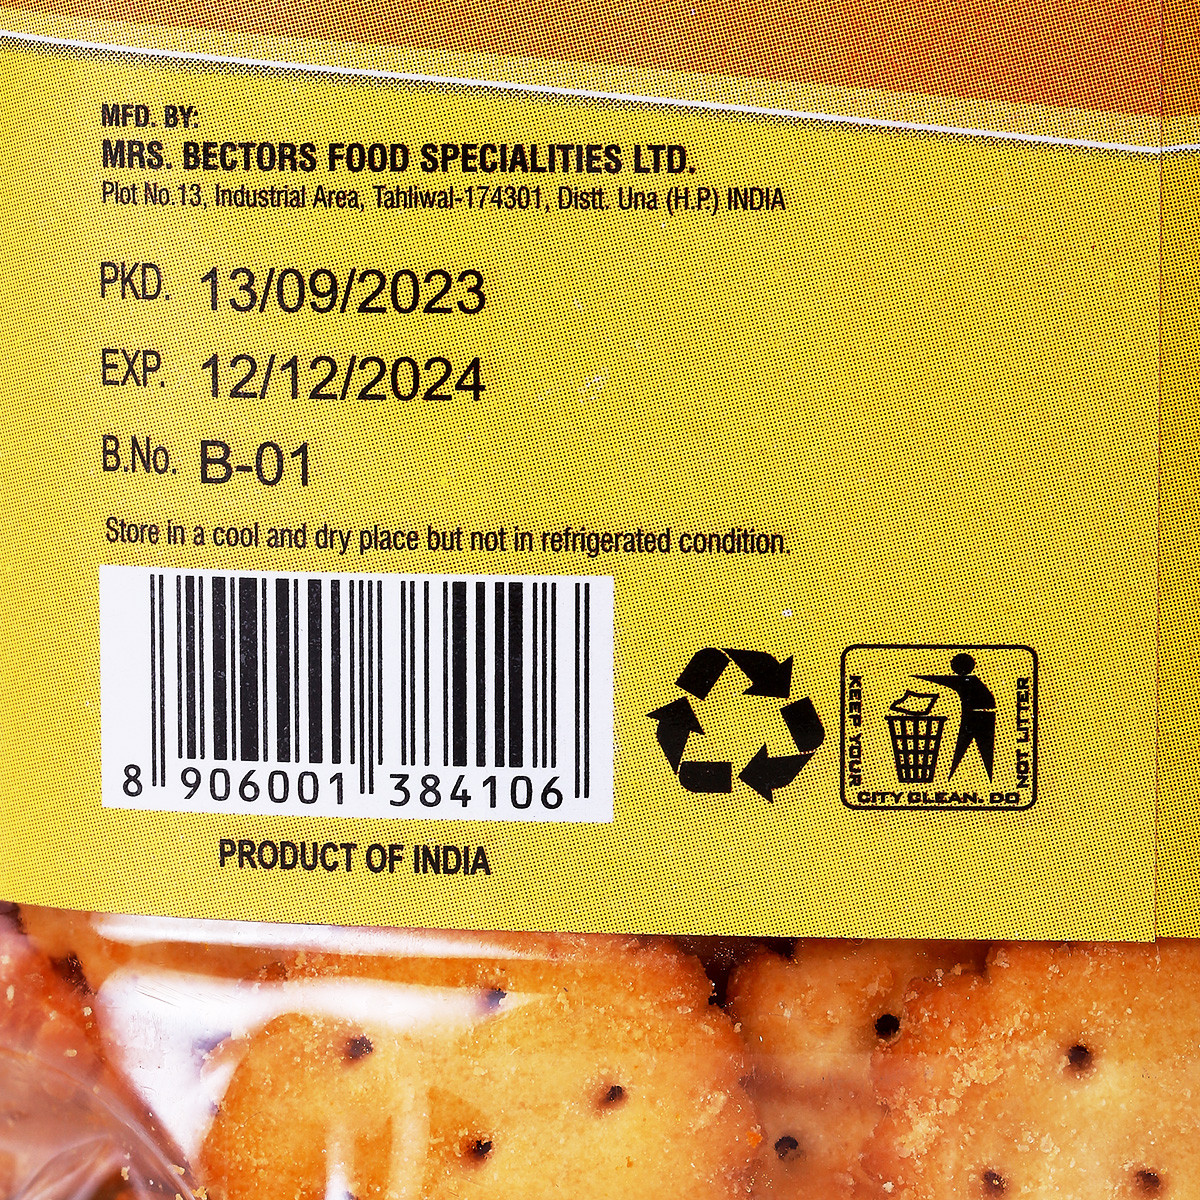 MFD. BY:
MRS. BECTORS FOOD SPECIALITIES LTD.
Plot No.13, Industrial Area, Tahliwal-174301, Distt. Una (H.P.) INDIA
PKD. 13/09/2023
EXP. 12/12/2024
B.No. B-01
Store in a cool and dry place but not in refrigerated condition.
8 906001 384106
KEEP YOUR
CITY CLEAN. DO
NOT LITTER
PRODUCT OF INDIA